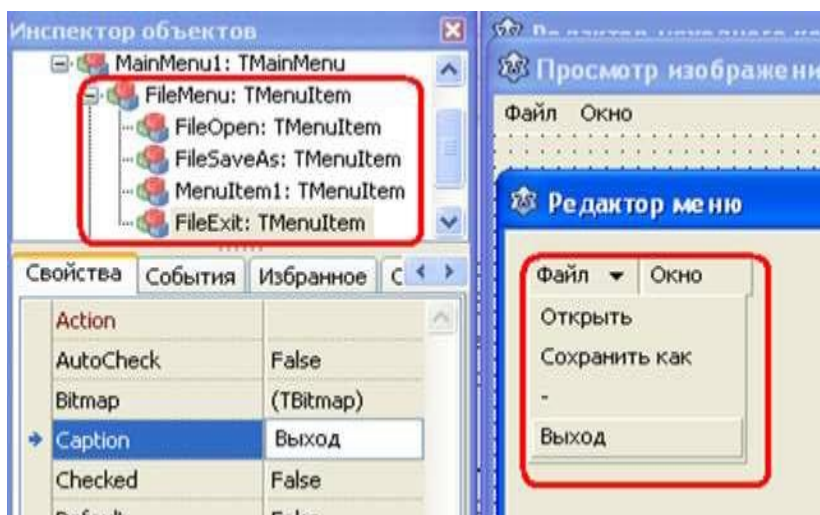 Инспектор объектов
MainMenu1: TMainMenu
FileMenu: TMenuItem
FileOpen: TMenuItem
FileSaveAs: TMenuItem
MenuItem1: TMenuItem
FileExit: TMenuItem
Свойства События Избранное С
Action
AutoCheck False
Bitmap (TBitmap)
Caption Выход
Checked False
Просмотр изображени
Файл Окно
Редактор меню
Файл Окно
Открыть
Сохранить как
-
Выход